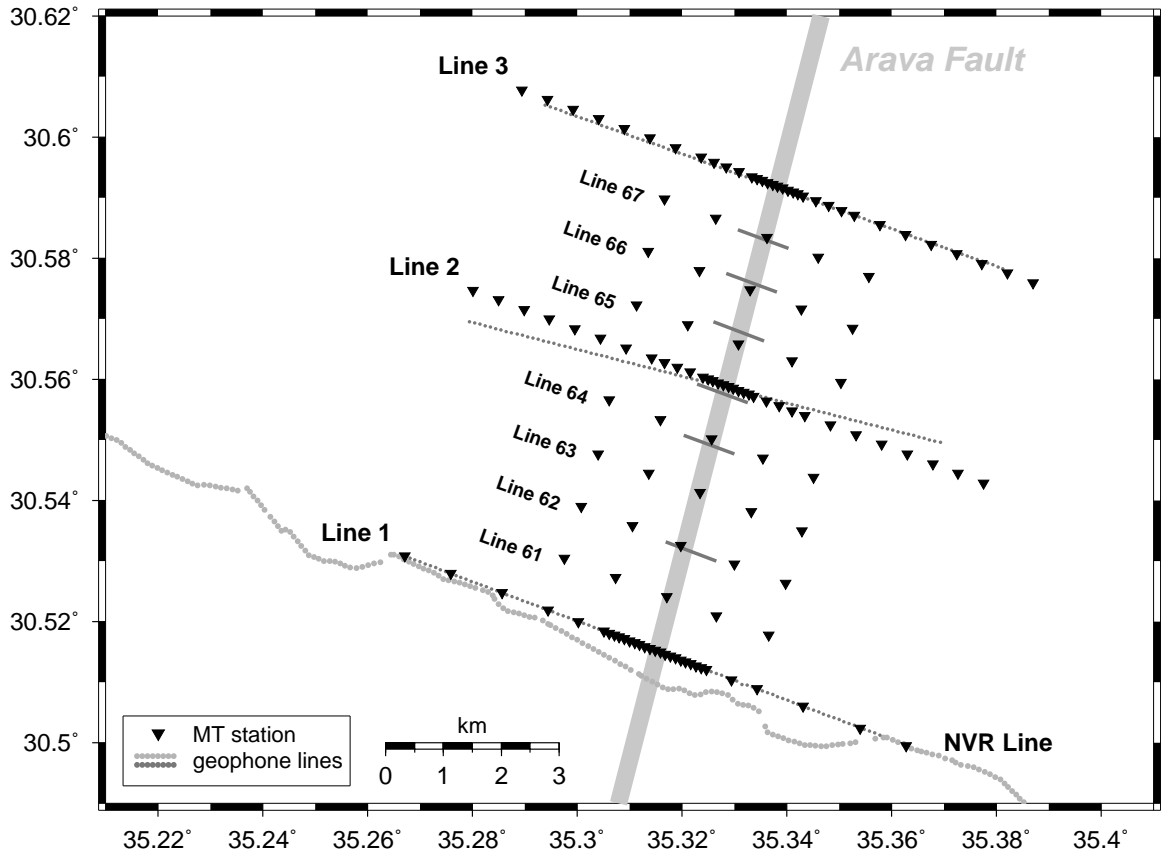 30.62˚
30.6˚
30.58˚
30.56˚
30.54˚
30.52˚
30.5˚
Arava Fault
Line 3
Line 67
Line 66
Line 2
Line 65
Line 64
Line 63
Line 62
Line 1
Line 61
NVR Line
MT station
geophone lines
km
0 1 2 3
35.22˚ 35.24˚ 35.26˚ 35.28˚ 35.3˚ 35.32˚ 35.34˚ 35.36˚ 35.38˚ 35.4˚